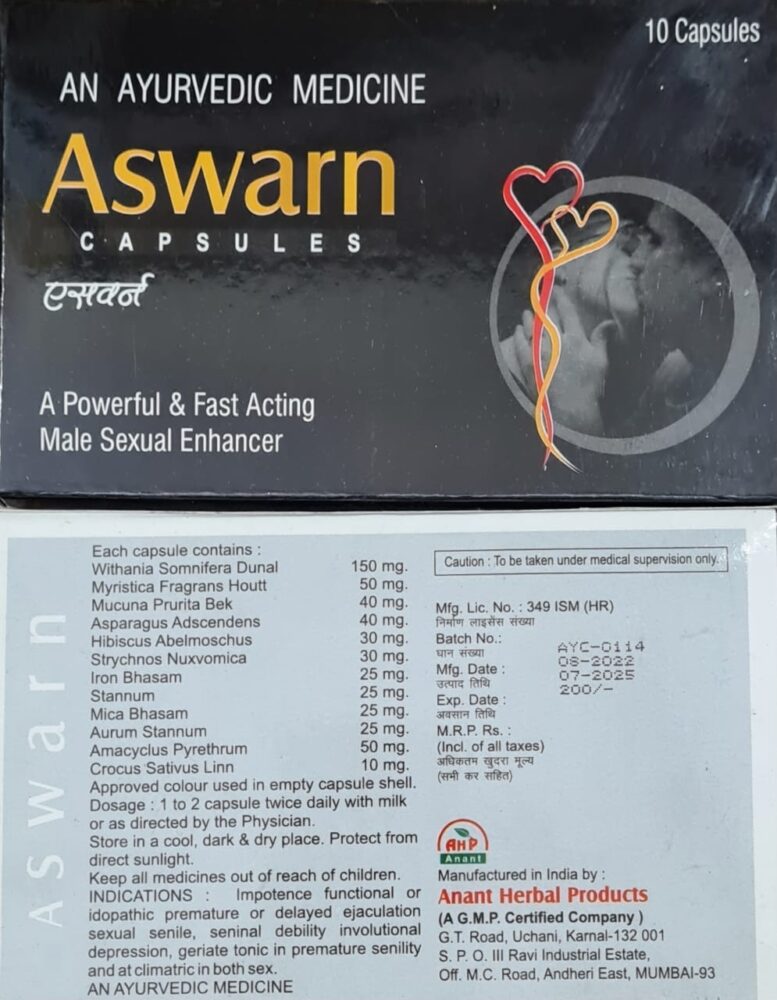 10 Capsules
AN AYURVEDIC MEDICINE
Aswarn
CAPSULES
एसवर्न
A Powerful & Fast Acting
Male Sexual Enhancer
Aswarn
Each capsule contains :
Withania Somnifera Dunal 150 mg.
Myristica Fragrans Houtt 50 mg.
Mucuna Prurita Bek 40 mg.
Asparagus Adscendens 40 mg.
Hibiscus Abelmoschus 30 mg.
Strychnos Nuxvomica 30 mg.
Iron Bhasam 25 mg.
Stannum 25 mg.
Mica Bhasam 25 mg.
Aurum Stannum 25 mg.
Amacyclus Pyrethrum 50 mg.
Crocus Sativus Linn 10 mg.
Approved colour used in empty capsule shell.
Dosage : 1 to 2 capsule twice daily with milk
or as directed by the Physician.
Store in a cool, dark & dry place. Protect from
direct sunlight.
Keep all medicines out of reach of children.
INDICATIONS : Impotence functional or
idopathic premature or delayed ejaculation
sexual senile, seninal debility involutional
depression, geriate tonic in premature senility
and at climatric in both sex.
AN AYURVEDIC MEDICINE
Caution : To be taken under medical supervision only.
Mfg. Lic. No. : 349 ISM (HR)
निर्माण लाइसेंस संख्या
Batch No.: AYC-0114
घान संख्या
Mfg. Date : 08-2022
उत्पाद तिथि
Exp. Date : 07-2025
अवसान तिथि
M.R.P. Rs. : 200/-
(Incl. of all taxes)
अधिकतम खुदरा मूल्य
(सभी कर सहित)
AHP
Anant
Manufactured in India by :
Anant Herbal Products
(A G.M.P. Certified Company )
G.T. Road, Uchani, Karnal-132 001
S. P. O. III Ravi Industrial Estate,
Off. M.C. Road, Andheri East, MUMBAI-93